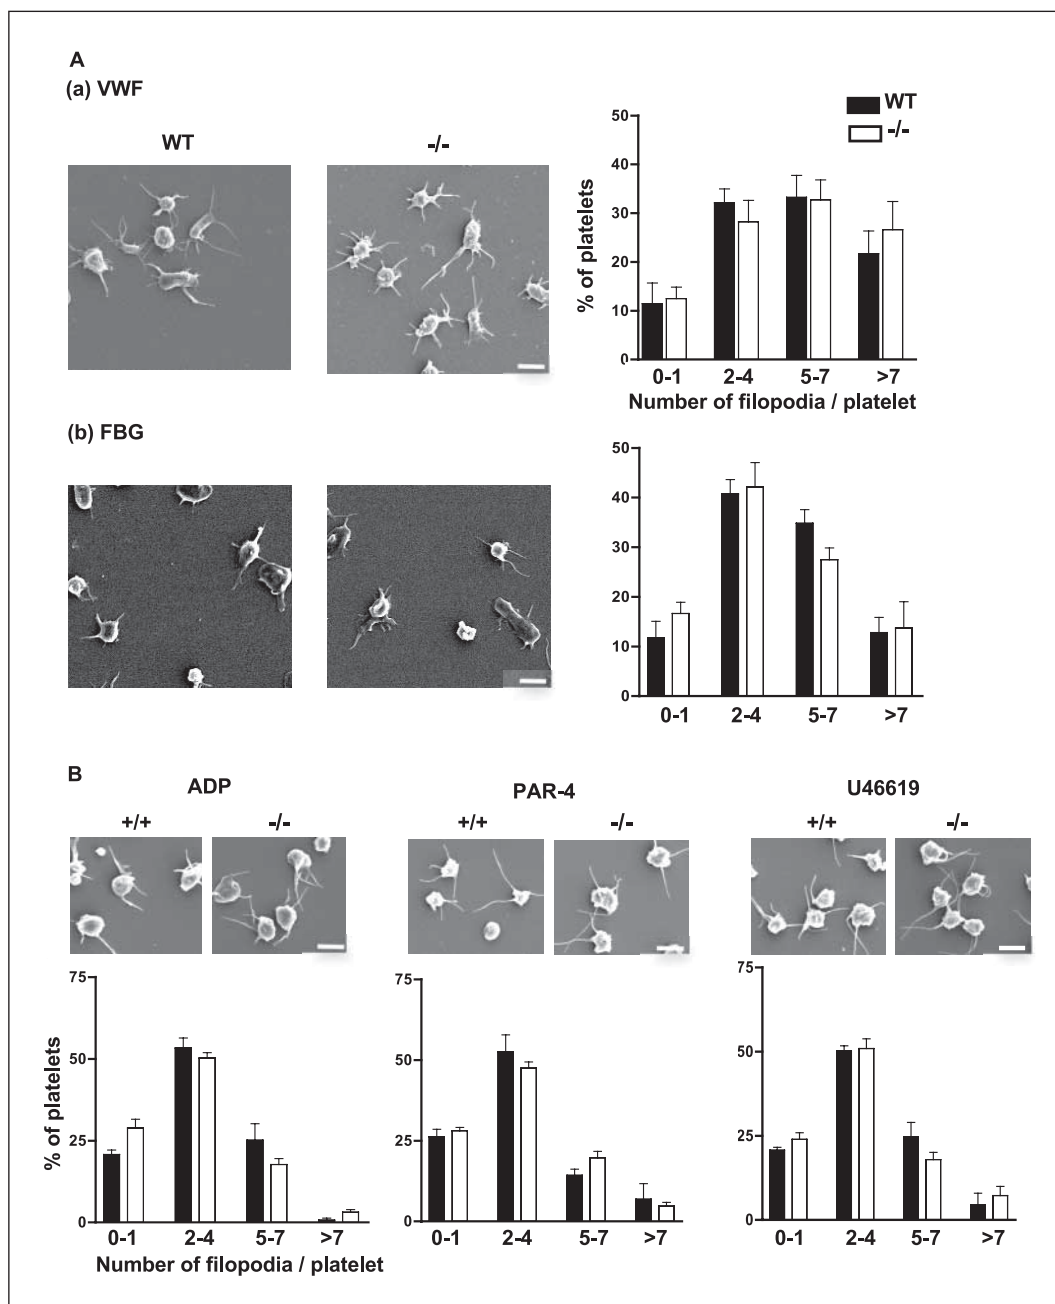 A
(a) VWF
WT
-/-
WT
-/-
% of platelets
50
40
30
20
10
0
0-1 2-4 5-7 >7
Number of filopodia / platelet
(b) FBG
50
40
30
20
10
0
0-1 2-4 5-7 >7
B
ADP
PAR-4
U46619
+/+ -/-
+/+ -/-
+/+ -/-
% of platelets
75
50
25
0
0-1 2-4 5-7 >7
Number of filopodia / platelet
75
50
25
0
0-1 2-4 5-7 >7
75
50
25
0
0-1 2-4 5-7 >7